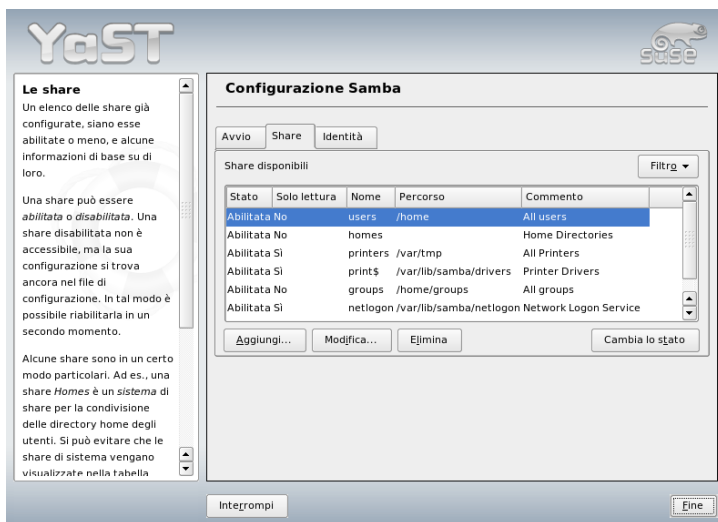 YaST
SUSE
Le share
Un elenco delle share già
configurate, siano esse
abilitate o meno, e alcune
informazioni di base su di
loro.
Una share può essere
abilitata o disabilitata. Una
share disabilitata non è
accessibile, ma la sua
configurazione si trova
ancora nel file di
configurazione. In tal modo è
possibile riabilitarla in un
secondo momento.
Alcune share sono in un certo
modo particolari. Ad es., una
share Homes è un sistema di
share per la condivisione
delle directory home degli
utenti. Si può evitare che le
share di sistema vengano
visualizzate nella tabella
Configurazione Samba
Avvio Share Identità
Share disponibili Filtro
Stato Solo lettura Nome Percorso Commento
Abilitata No users /home All users
Abilitata No homes Home Directories
Abilitata Sì printers /var/tmp All Printers
Abilitata Sì print$ /var/lib/samba/drivers Printer Drivers
Abilitata No groups /home/groups All groups
Abilitata Sì netlogon /var/lib/samba/netlogon Network Logon Service
Aggiungi... Modifica... Elimina Cambia lo stato
Interrompi Fine